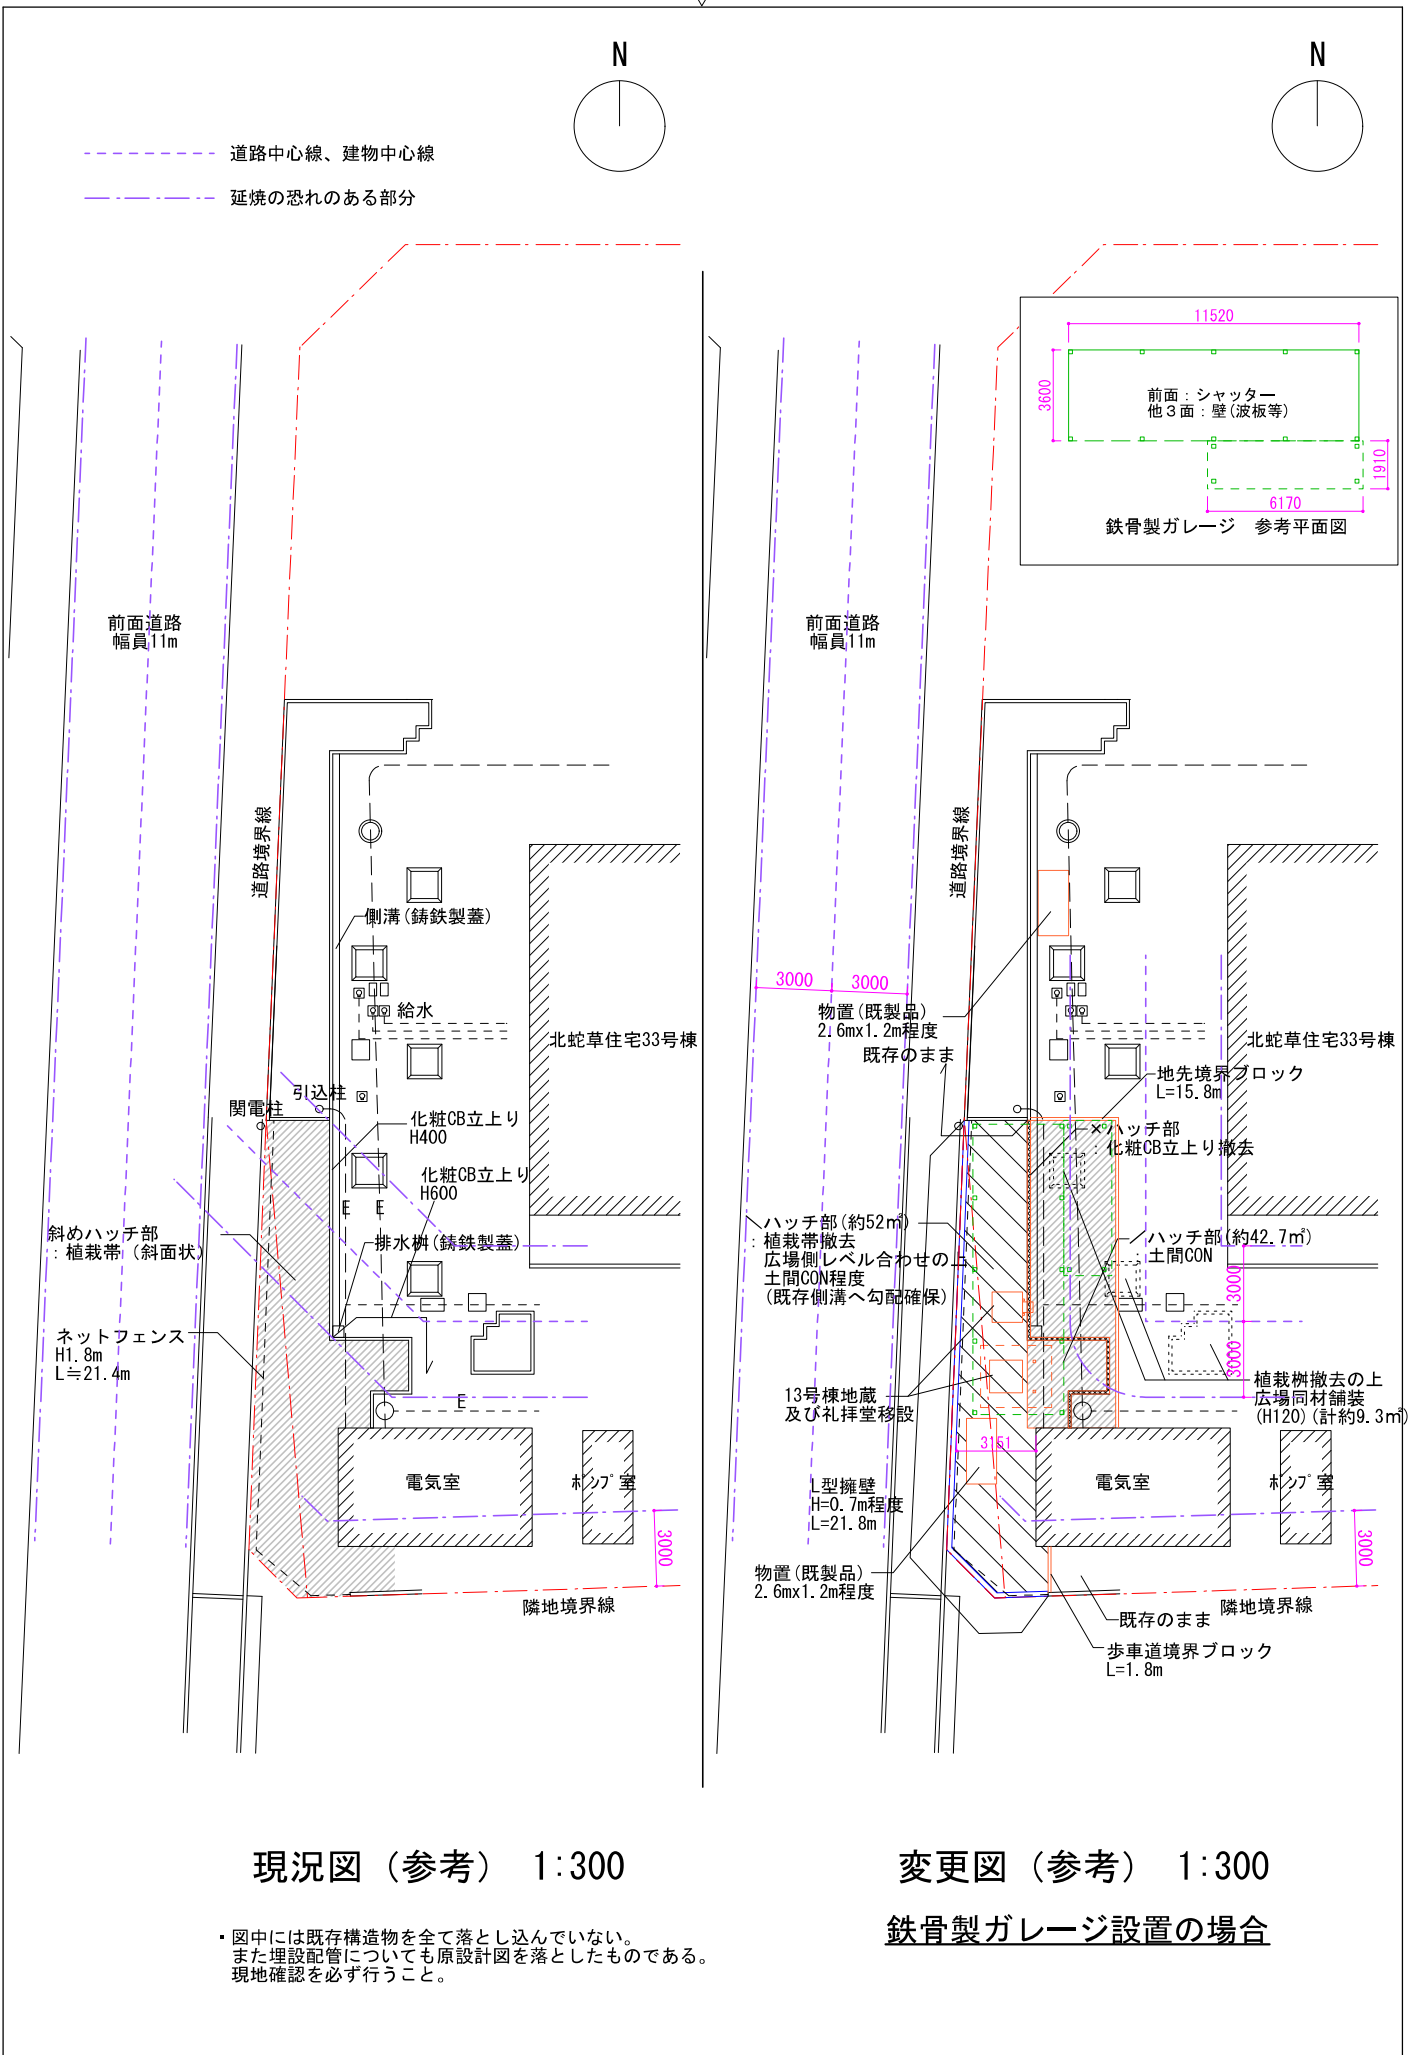 N
道路中心線、建物中心線
延焼の恐れのある部分
前面道路
幅員11m
道路境界線
側溝(鋳鉄製蓋)
給水
北蛇草住宅33号棟
引込柱
関電柱
化粧CB立上り
H400
化粧CB立上り
H600
E
E
斜めハッチ部
：植栽帯（斜面状）
排水桝(鋳鉄製蓋)
ネットフェンス
H1.8m
L≒21.4m
E
電気室
ポンプ室
3000
隣地境界線
現況図（参考） 1:300
・図中には既存構造物を全て落とし込んでいない。
また埋設配管についても原設計図を落としたものである。
現地確認を必ず行うこと。
N
11520
3600
前面：シャッター
他３面：壁(波板等)
1910
6170
鉄骨製ガレージ　参考平面図
前面道路
幅員11m
道路境界線
3000
3000
物置(既製品)
2.6mx1.2m程度
既存のまま
北蛇草住宅33号棟
地先境界ブロック
L=15.8m
×ハッチ部
：化粧CB立上り撤去
ハッチ部(約52㎡)
：植栽帯撤去
広場側レベル合わせの上
土間CON程度
(既存側溝へ勾配確保)
ハッチ部(約42.7㎡)
：土間CON
3000
3000
13号棟地蔵
及び礼拝堂移設
植栽桝撤去の上
広場同材舗装
(H120)(計約9.3㎡)
3151
L型擁壁
H=0.7m程度
L=21.8m
電気室
ポンプ室
3000
物置(既製品)
2.6mx1.2m程度
既存のまま
隣地境界線
歩車道境界ブロック
L=1.8m
変更図（参考） 1:300
鉄骨製ガレージ設置の場合